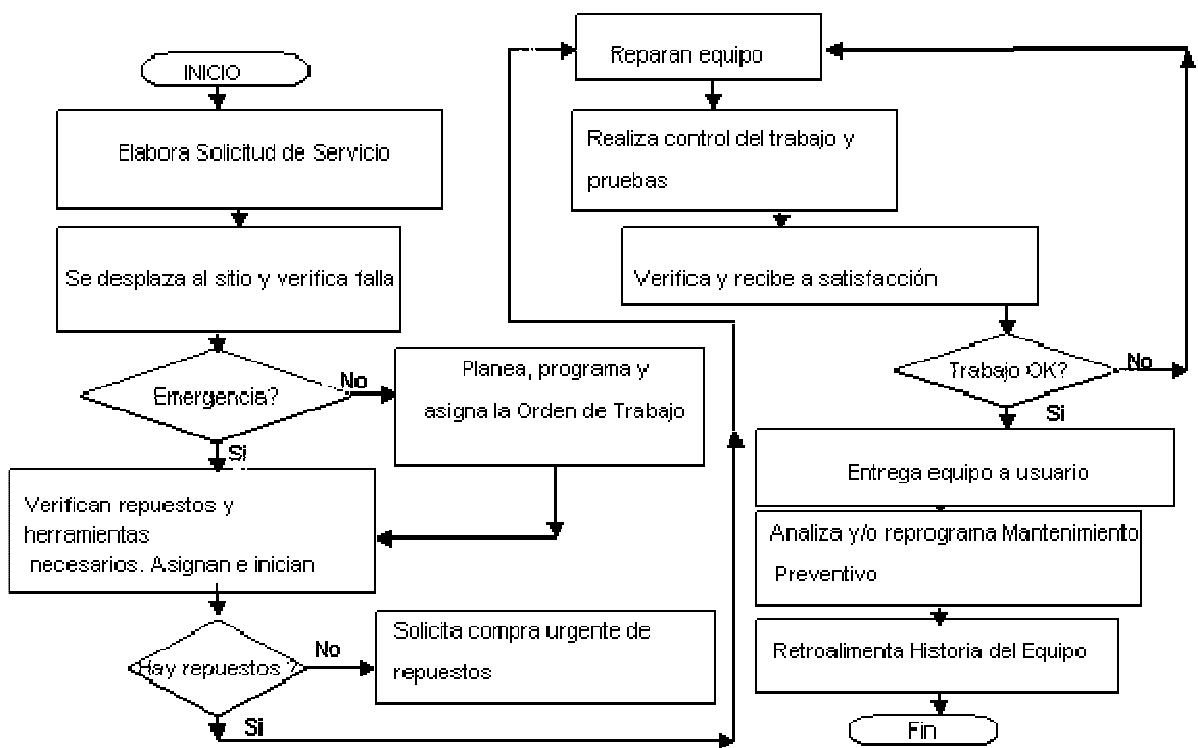 INICIO
Elabora Solicitud de Servicio
Se desplaza al sitio y verifica falla
Emergencia?
No
Si
Planea, programa y
asigna la Orden de Trabajo
Verifican repuestos y
herramientas
necesarios. Asignan e inician
Hay repuestos ?
No
Si
Solicita compra urgente de
repuestos
Reparan equipo
Realiza control del trabajo y
pruebas
Verifica y recibe a satisfacción
Trabajo OK?
No
Si
Entrega equipo a usuario
Analiza y/o reprograma Mantenimiento
Preventivo
Retroalimenta Historia del Equipo
Fin